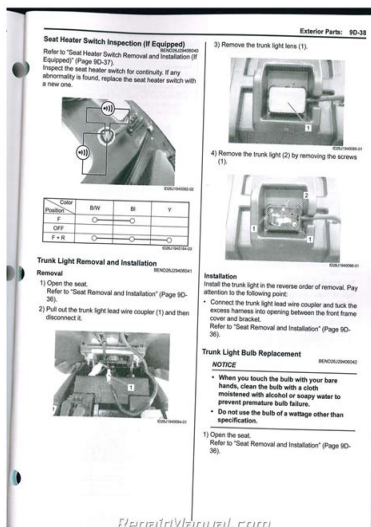 Exterior Parts: 9D-38
Seat Heater Switch Inspection (If Equipped)
BENO26J29406043
Refer to "Seat Heater Switch Removal and Installation (If
Equipped)" (Page 9D-37).
Inspect the seat heater switch for continuity. If any
abnormality is found, replace the seat heater switch with
a new one.
Color
Position
B/W
Bl
Y
F
OFF
F + R
Trunk Light Removal and Installation
BENO26J29406041
Removal
1) Open the seat.
Refer to "Seat Removal and Installation" (Page 9D-
36).
2) Pull out the trunk light lead wire coupler (1) and then
disconnect it.
1
3) Remove the trunk light lens (1).
1
4) Remove the trunk light (2) by removing the screws
(1).
2
1
1
Installation
Install the trunk light in the reverse order of removal. Pay
attention to the following point:
• Connect the trunk light lead wire coupler and tuck the
excess harness into opening between the front frame
cover and bracket.
Refer to "Seat Removal and Installation" (Page 9D-
36).
Trunk Light Bulb Replacement
BENO26J29406042
NOTICE
• When you touch the bulb with your bare
hands, clean the bulb with a cloth
moistened with alcohol or soapy water to
prevent premature bulb failure.
• Do not use the bulb of a wattage other than
specification.
1) Open the seat.
Refer to "Seat Removal and Installation" (Page 9D-
36).
RepairManual.com